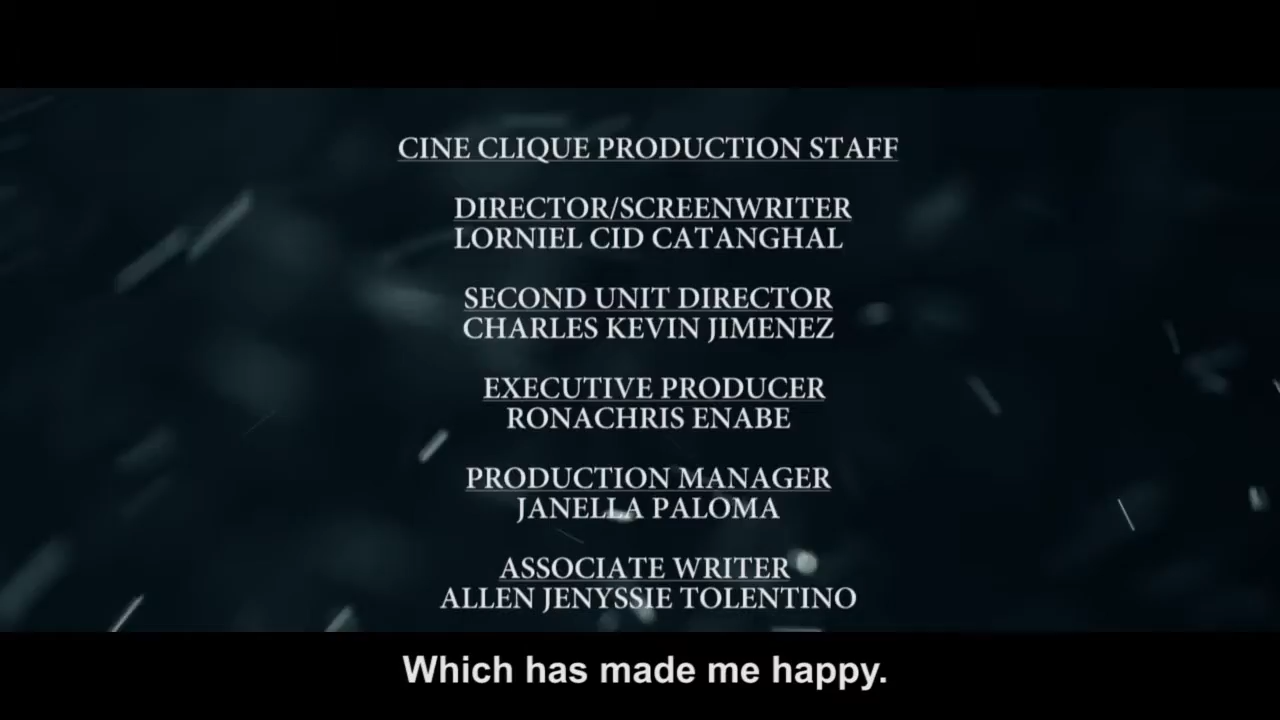 CINE CLIQUE PRODUCTION STAFF
DIRECTOR/SCREENWRITER
LORNIEL CID CATANGHAL
SECOND UNIT DIRECTOR
CHARLES KEVIN JIMENEZ
EXECUTIVE PRODUCER
RONACHRIS ENABE
PRODUCTION MANAGER
JANELLA PALOMA
ASSOCIATE WRITER
ALLEN JENYSSIE TOLENTINO
Which has made me happy.